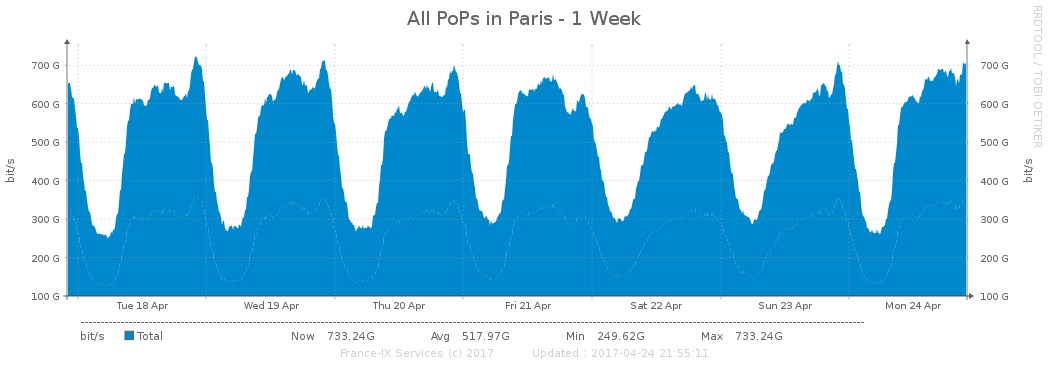 All PoPs in Paris - 1 Week
RRDTOOL / TOBI OETIKER
bit/s
700 G
600 G
500 G
400 G
300 G
200 G
100 G
700 G
600 G
500 G
400 G
300 G
200 G
100 G
bit/s
Tue 18 Apr Wed 19 Apr Thu 20 Apr Fri 21 Apr Sat 22 Apr Sun 23 Apr Mon 24 Apr
bit/s Total Now 733.24G Avg 517.97G Min 249.62G Max 733.24G
France-IX Services (c) 2017 Updated : 2017-04-24 21:55:11